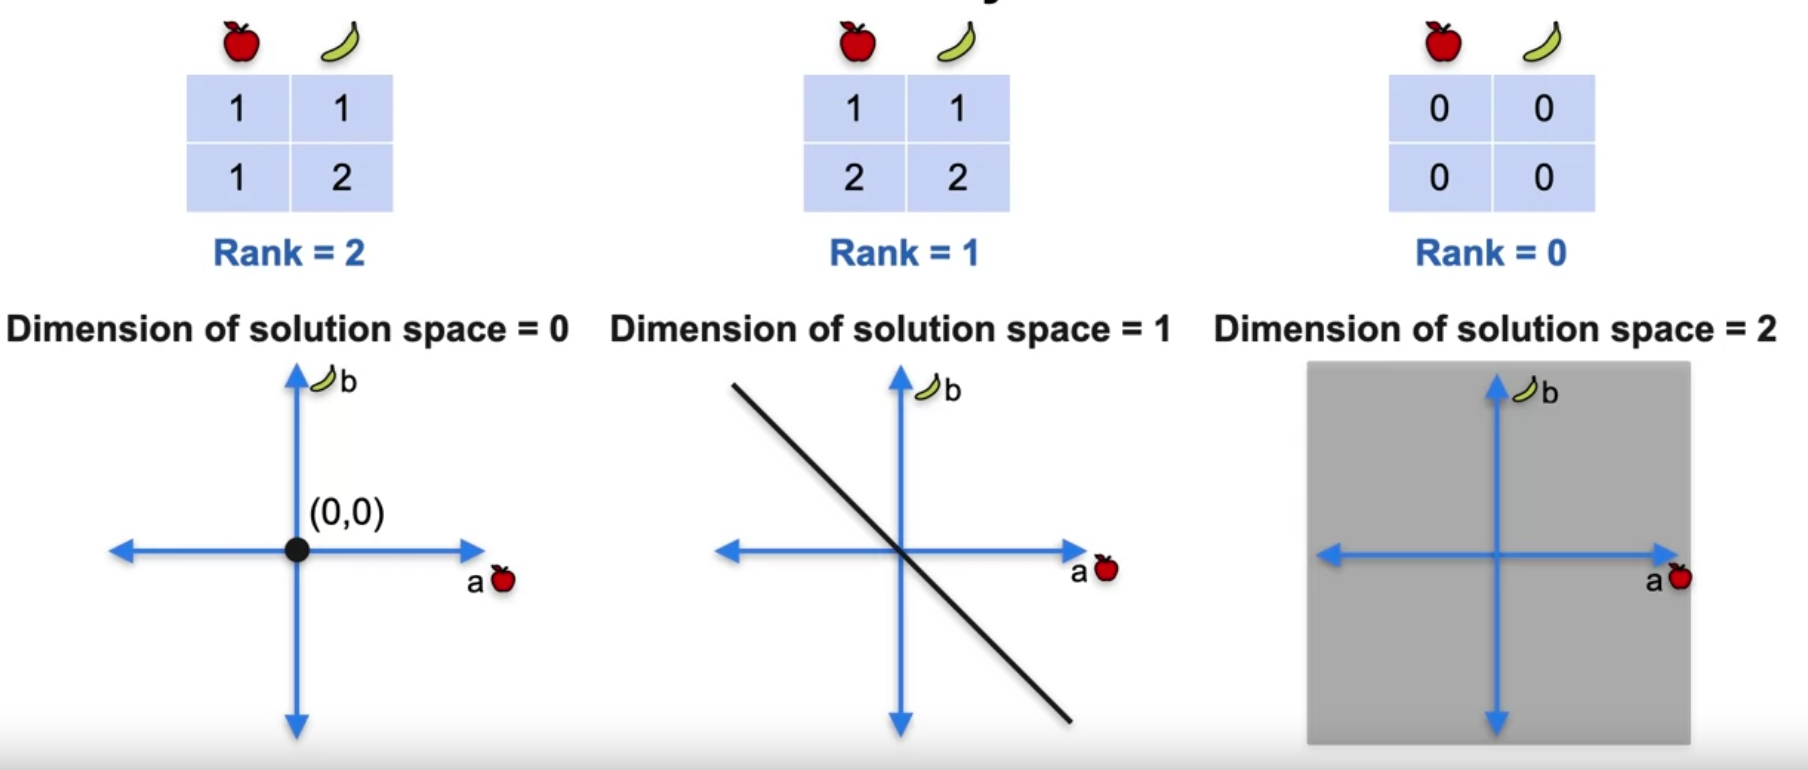 1 1
1 2
Rank = 2
Dimension of solution space = 0
b
(0,0)
a
1 1
2 2
Rank = 1
Dimension of solution space = 1
b
a
0 0
0 0
Rank = 0
Dimension of solution space = 2
b
a